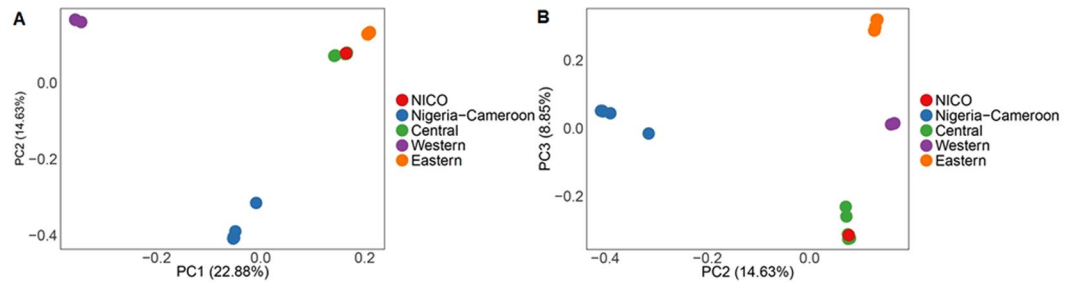 A
0.0
−0.2
−0.4
PC2 (14.63%)
−0.2
0.0
0.2
PC1 (22.88%)
NICO
Nigeria−Cameroon
Central
Western
Eastern
B
0.2
0.0
−0.2
PC3 (8.85%)
−0.4
−0.2
0.0
PC2 (14.63%)
NICO
Nigeria−Cameroon
Central
Western
Eastern